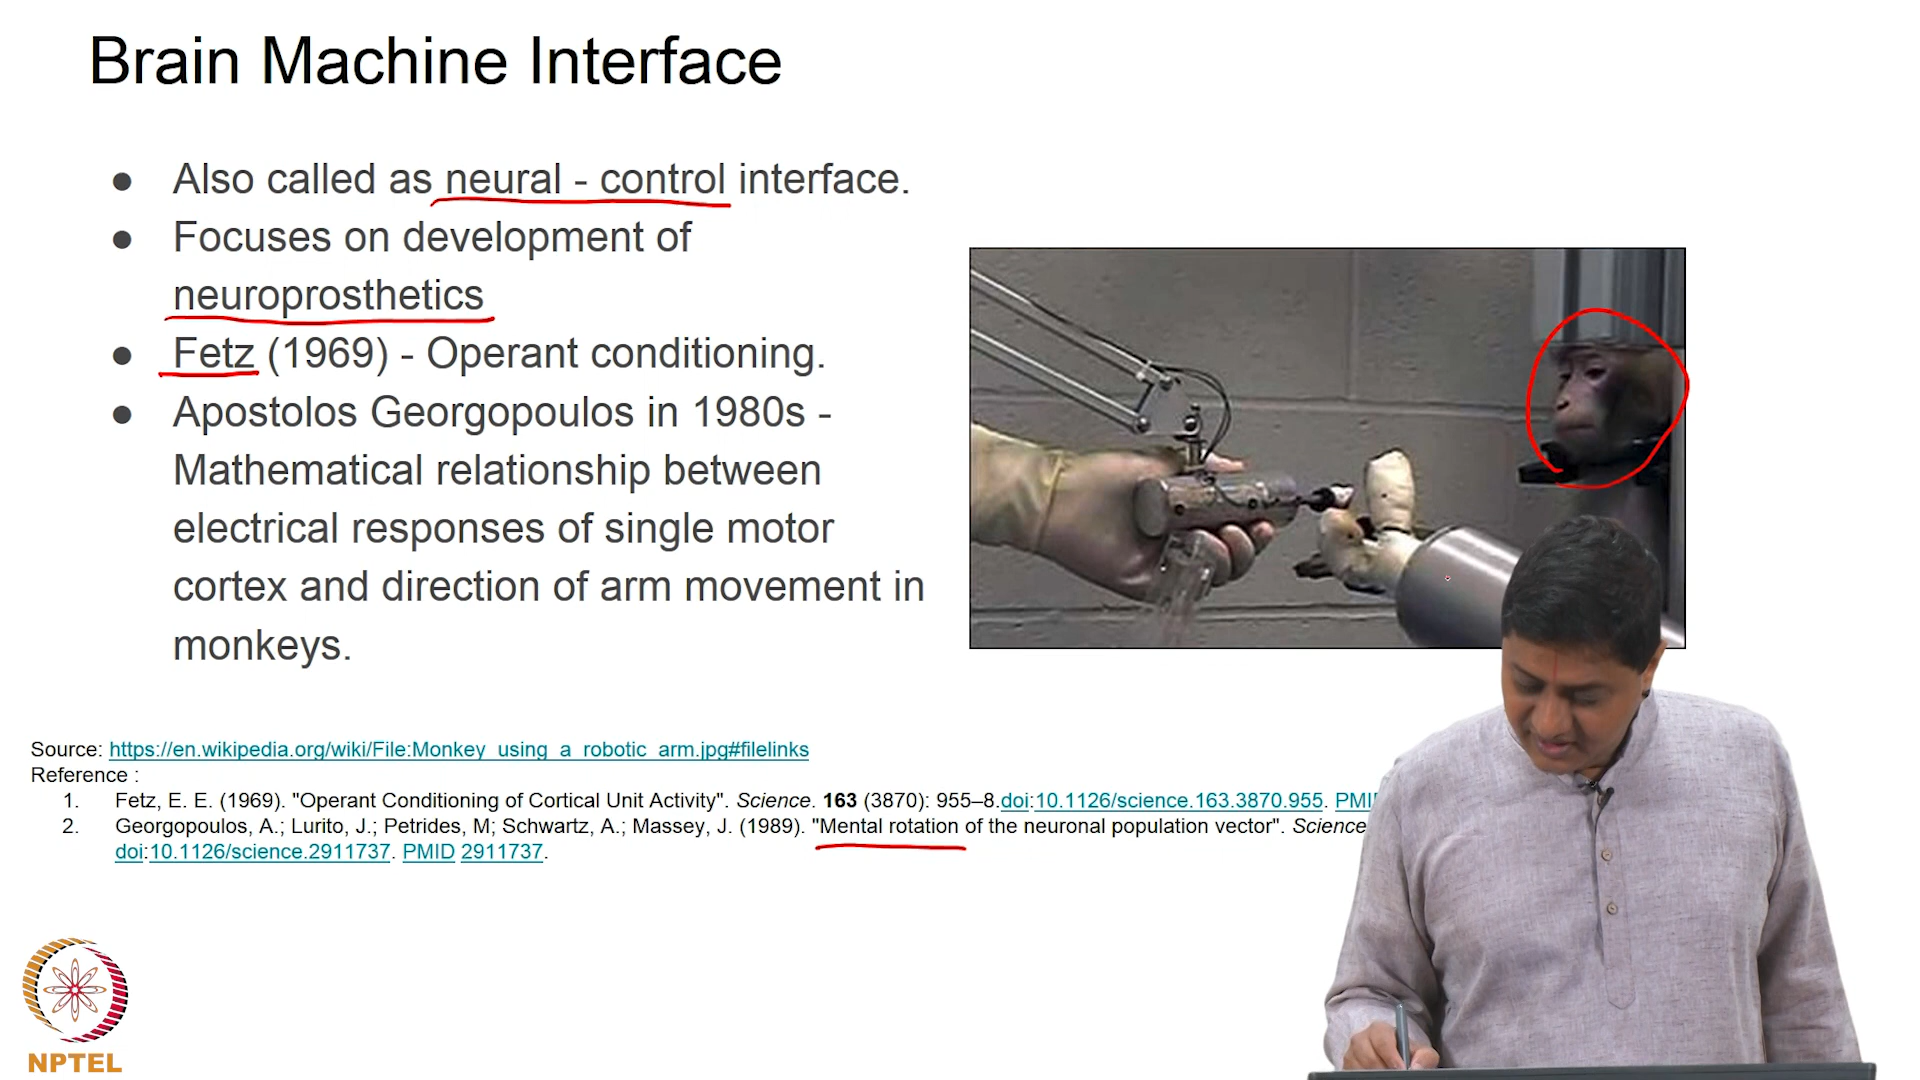 Brain Machine Interface
● Also called as neural - control interface.
● Focuses on development of
neuroprosthetics
● Fetz (1969) - Operant conditioning.
● Apostolos Georgopoulos in 1980s -
Mathematical relationship between
electrical responses of single motor
cortex and direction of arm movement in
monkeys.
Source: https://en.wikipedia.org/wiki/File:Monkey_using_a_robotic_arm.jpg#filelinks
Reference :
1. Fetz, E. E. (1969). "Operant Conditioning of Cortical Unit Activity". Science. 163 (3870): 955–8.doi:10.1126/science.163.3870.955.
2. Georgopoulos, A.; Lurito, J.; Petrides, M; Schwartz, A.; Massey, J. (1989). "Mental rotation of the neuronal population vector". Science
doi:10.1126/science.2911737. PMID 2911737.
NPTEL